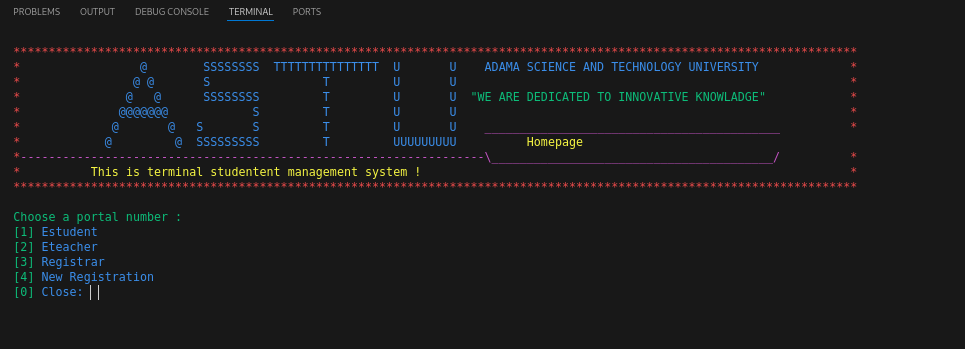 PROBLEMS OUTPUT DEBUG CONSOLE TERMINAL PORTS
************************************************************************************************************************
* @ SSSSSSSS TTTTTTTTTTTTTTT U U ADAMA SCIENCE AND TECHNOLOGY UNIVERSITY *
* @ @ S T U U *
* @ @ SSSSSSSS T U U "WE ARE DEDICATED TO INNOVATIVE KNOWLADGE" *
* @@@@@@@ S T U U *
* @ @ S S T U U __________________________________________ *
* @ @ SSSSSSSSS T UUUUUUUUU Homepage
*------------------------------------------------------------------\________________________________________/ *
* This is terminal studentent management system ! *
************************************************************************************************************************
Choose a portal number :
[1] Estudent
[2] Eteacher
[3] Registrar
[4] New Registration
[0] Close: